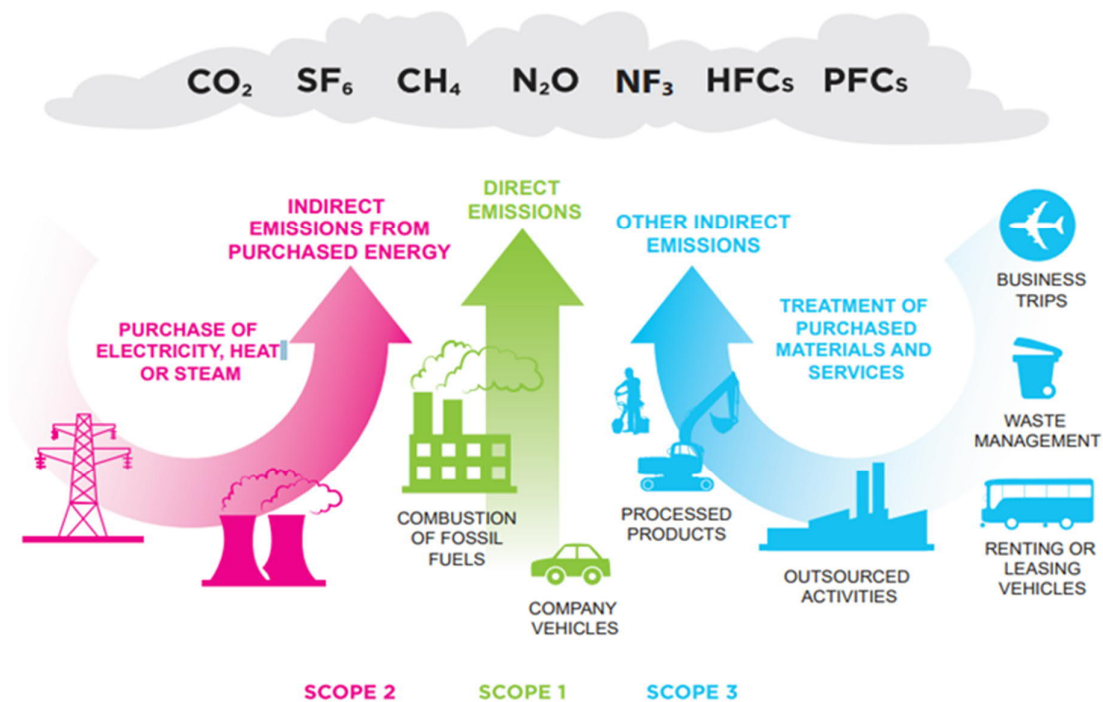 CO₂ SF₆ CH₄ N₂O NF₃ HFCs PFCs
INDIRECT
EMISSIONS FROM
PURCHASED ENERGY
DIRECT
EMISSIONS
OTHER INDIRECT
EMISSIONS
PURCHASE OF
ELECTRICITY, HEAT
OR STEAM
TREATMENT OF
PURCHASED
MATERIALS AND
SERVICES
BUSINESS
TRIPS
WASTE
MANAGEMENT
COMBUSTION
OF FOSSIL
FUELS
COMPANY
VEHICLES
PROCESSED
PRODUCTS
OUTSOURCED
ACTIVITIES
RENTING OR
LEASING
VEHICLES
SCOPE 2 SCOPE 1 SCOPE 3